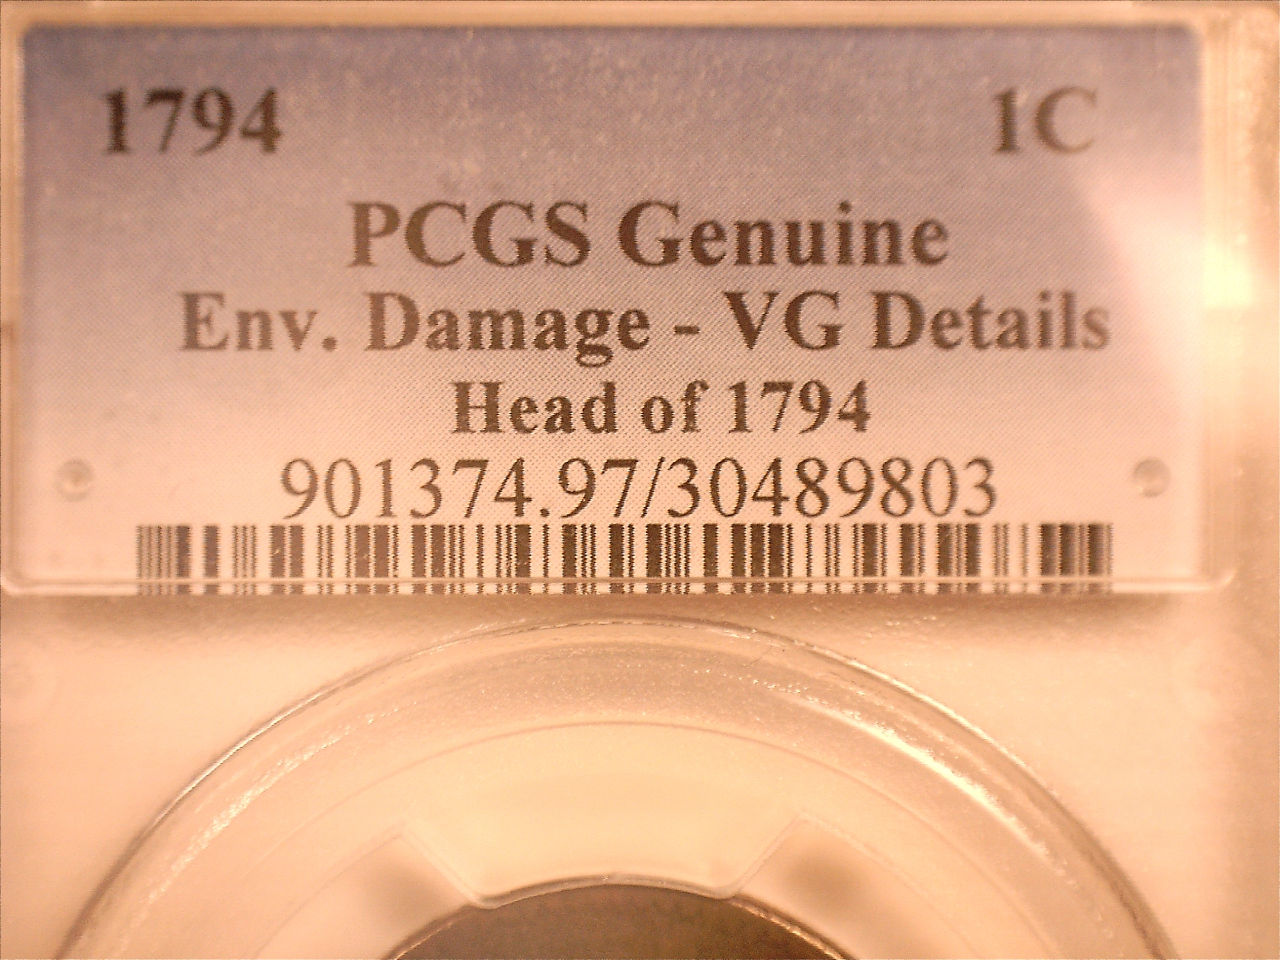 1794 1C
PCGS Genuine
Env. Damage - VG Details
Head of 1794
901374.97/30489803